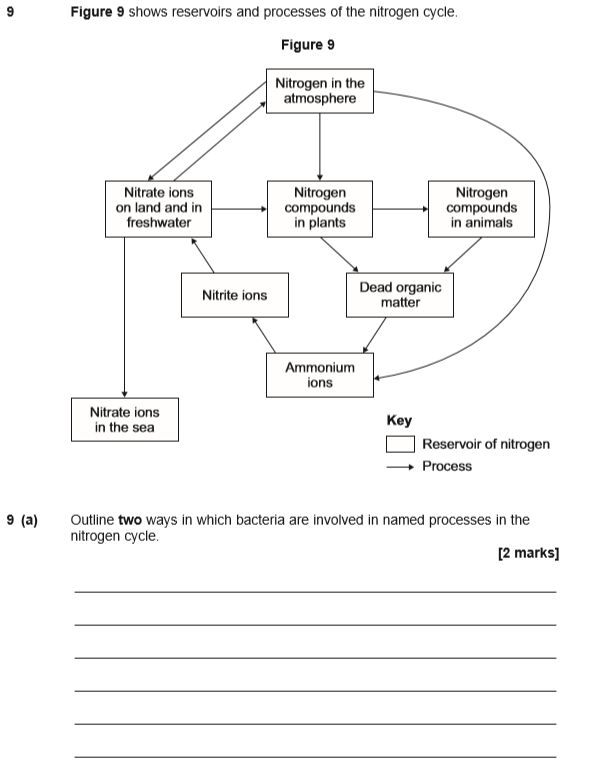 9 Figure 9 shows reservoirs and processes of the nitrogen cycle.
Figure 9
Nitrogen in the
atmosphere
Nitrate ions
on land and in
freshwater
Nitrogen
compounds
in plants
Nitrogen
compounds
in animals
Nitrite ions
Dead organic
matter
Ammonium
ions
Nitrate ions
in the sea
Key
Reservoir of nitrogen
Process
9 (a) Outline two ways in which bacteria are involved in named processes in the
nitrogen cycle.
[2 marks]